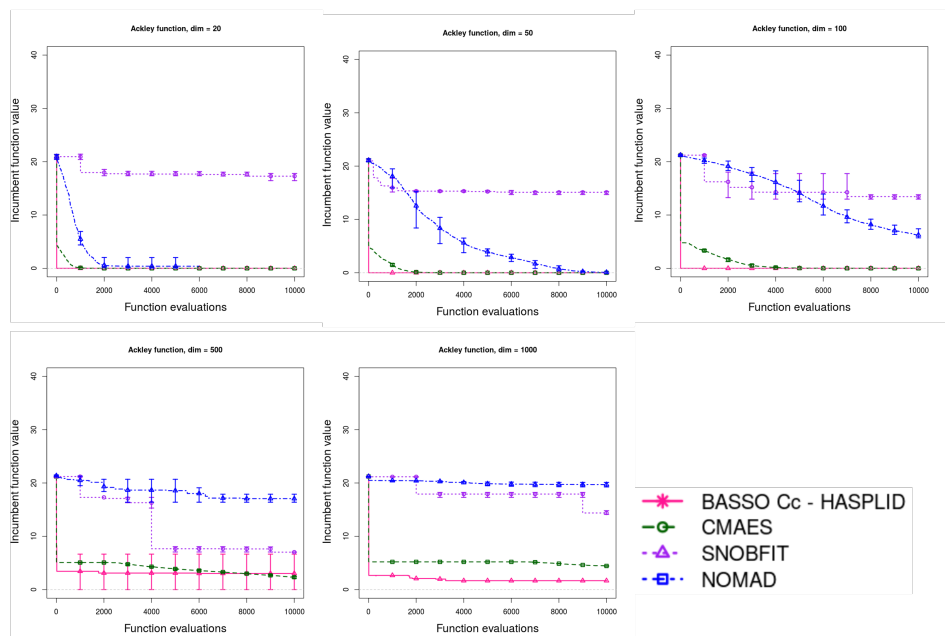 Ackley function, dim = 20
Incumbent function value
40
30
20
10
0
0 2000 4000 6000 8000 10000
Function evaluations
Ackley function, dim = 50
Incumbent function value
40
30
20
10
0
0 2000 4000 6000 8000 10000
Function evaluations
Ackley function, dim = 100
Incumbent function value
40
30
20
10
0
0 2000 4000 6000 8000 10000
Function evaluations
Ackley function, dim = 500
Incumbent function value
40
30
20
10
0
0 2000 4000 6000 8000 10000
Function evaluations
Ackley function, dim = 1000
Incumbent function value
40
30
20
10
0
0 2000 4000 6000 8000 10000
Function evaluations
BASSO Cc - HASPLID
CMAES
SNOBFIT
NOMAD